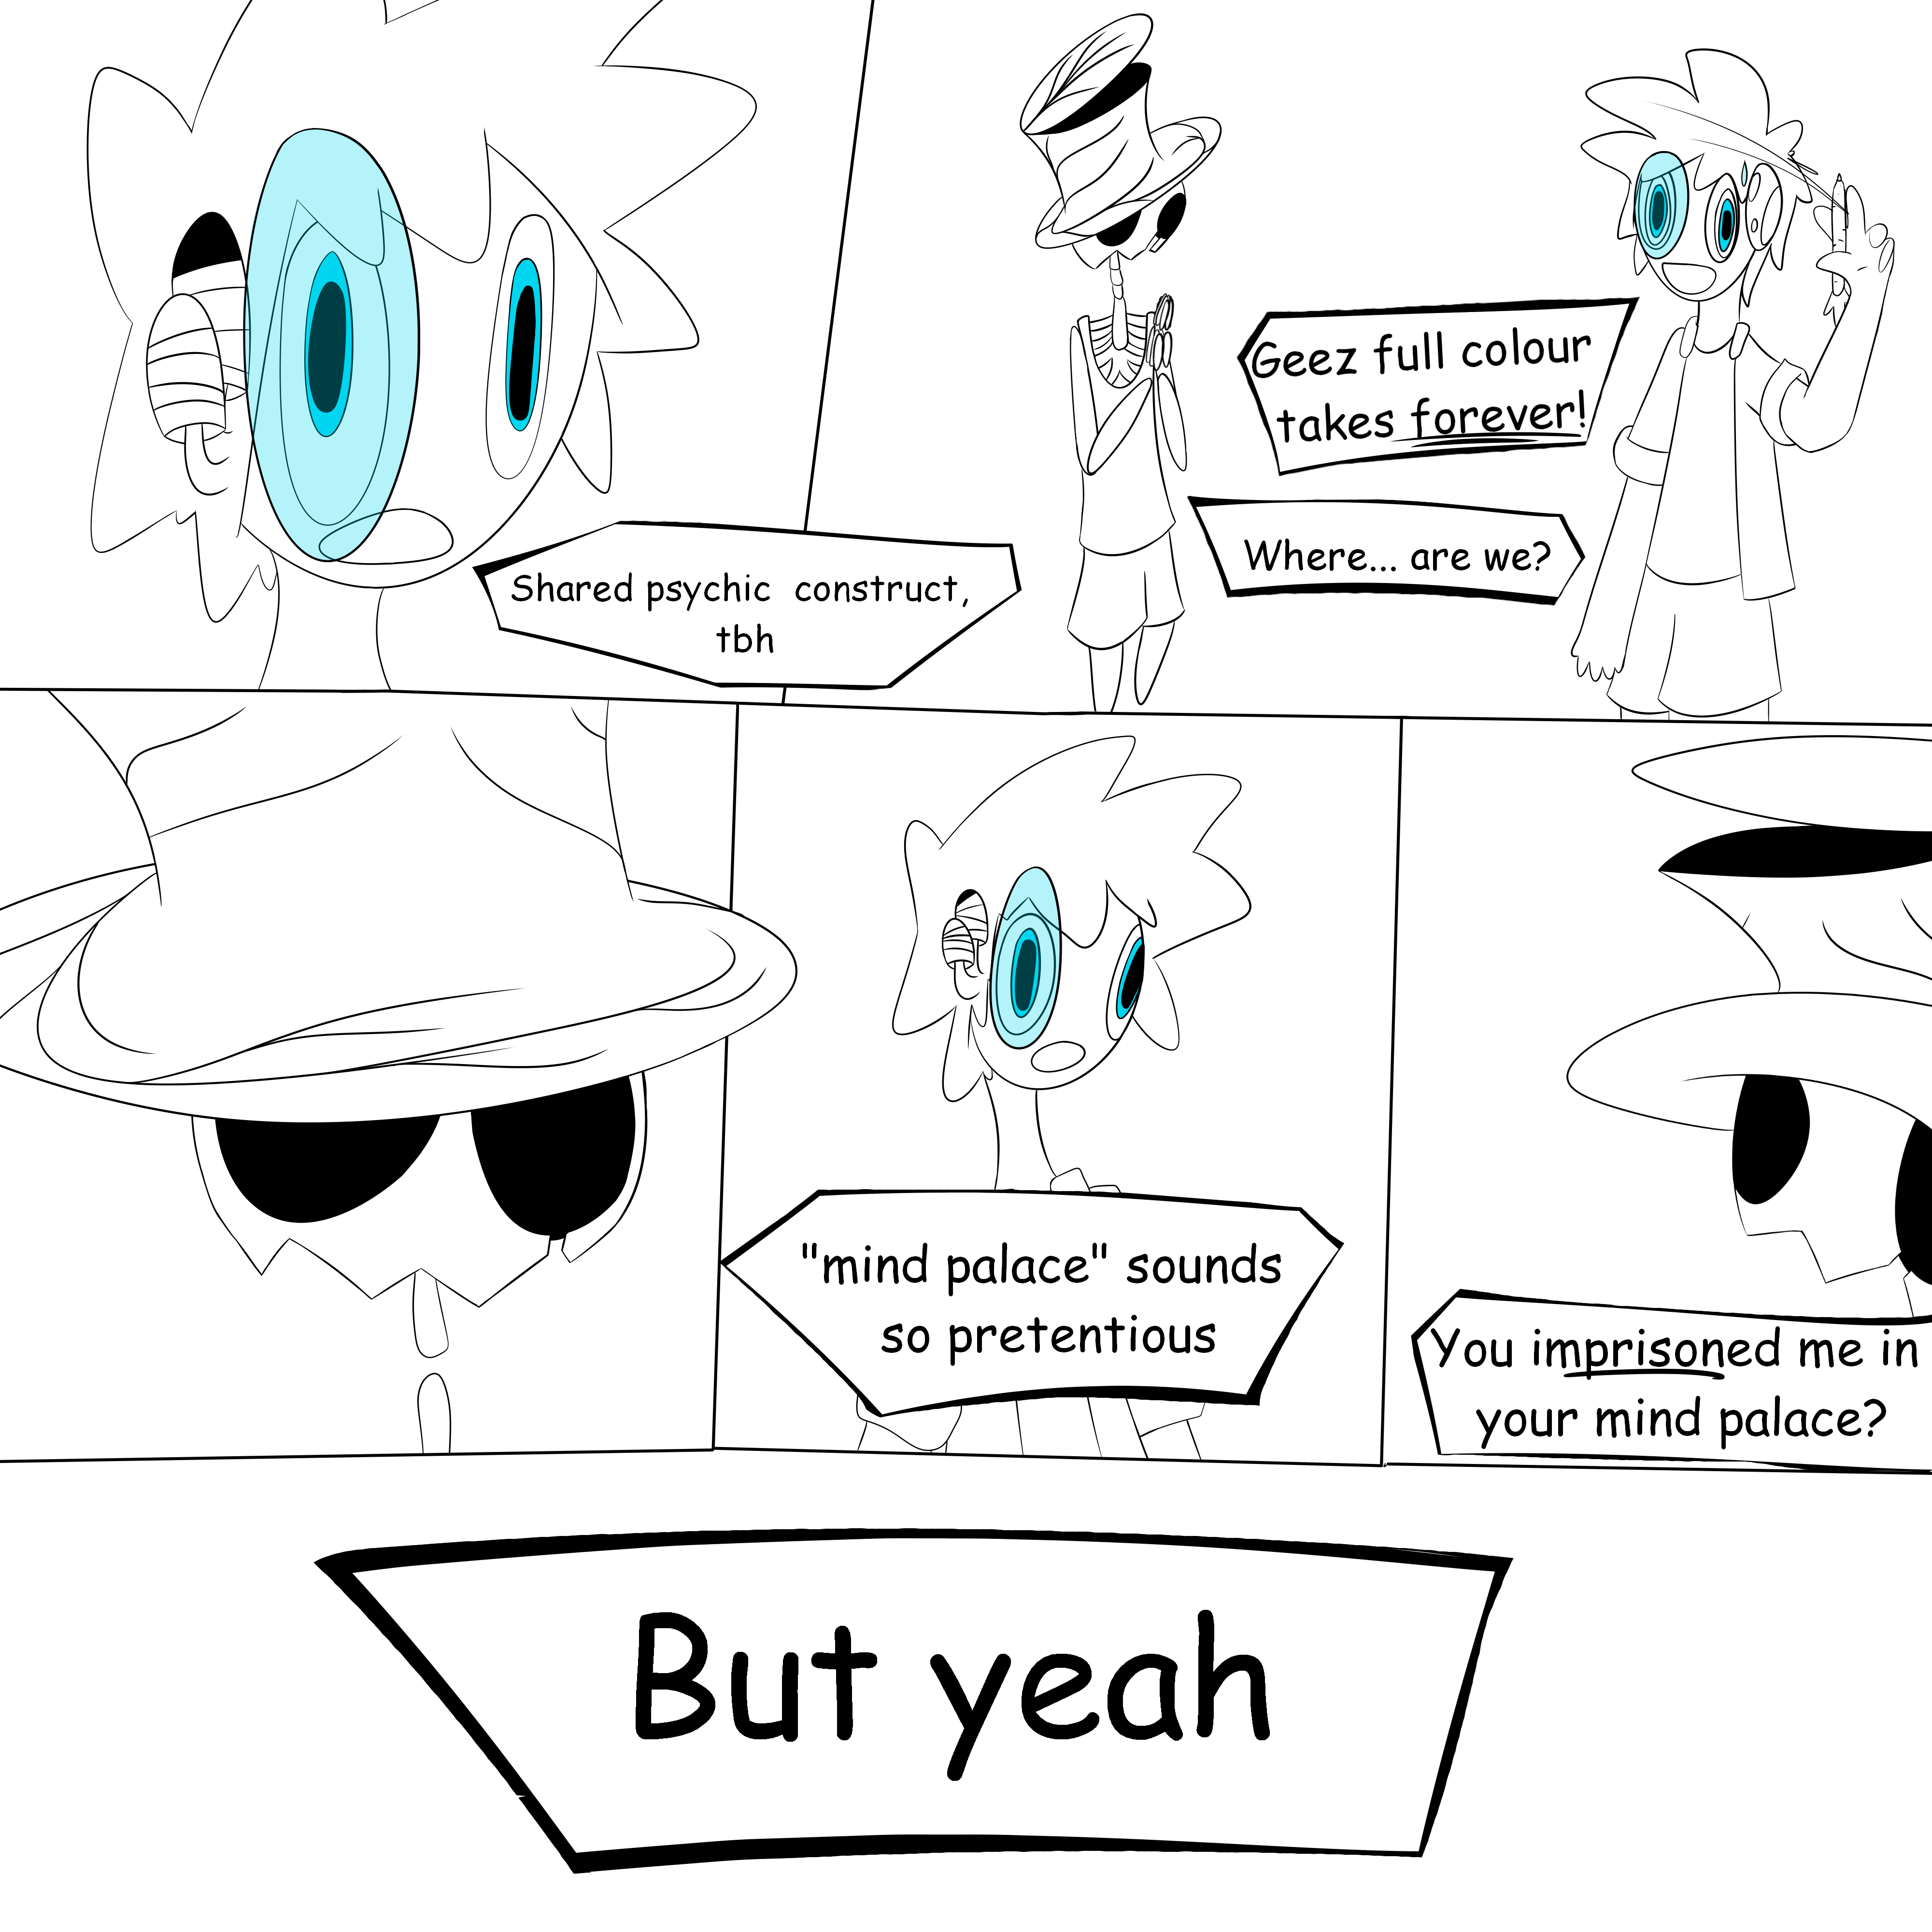 Geez full colour
takes forever!
Where... are we?
Shared psychic construct,
tbh
You imprisoned me in
your mind palace?
"mind palace" sounds
so pretentious
But yeah